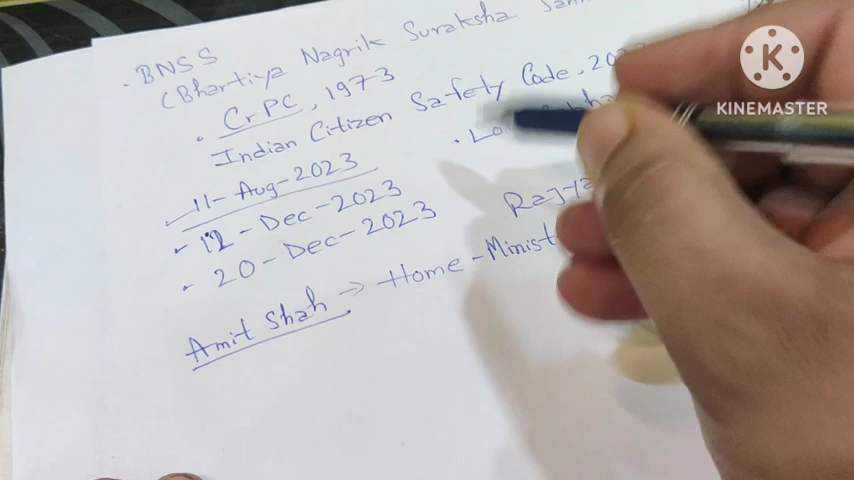 . BNSS
(Bhartiya Nagrik Suraksha
. CrPC, 1973
Indian Citizen Safety Code, 202
11-Aug-2023
12-Dec-2023
20-Dec-2023
Amit Shah → Home-Minist
K
KINEMASTER